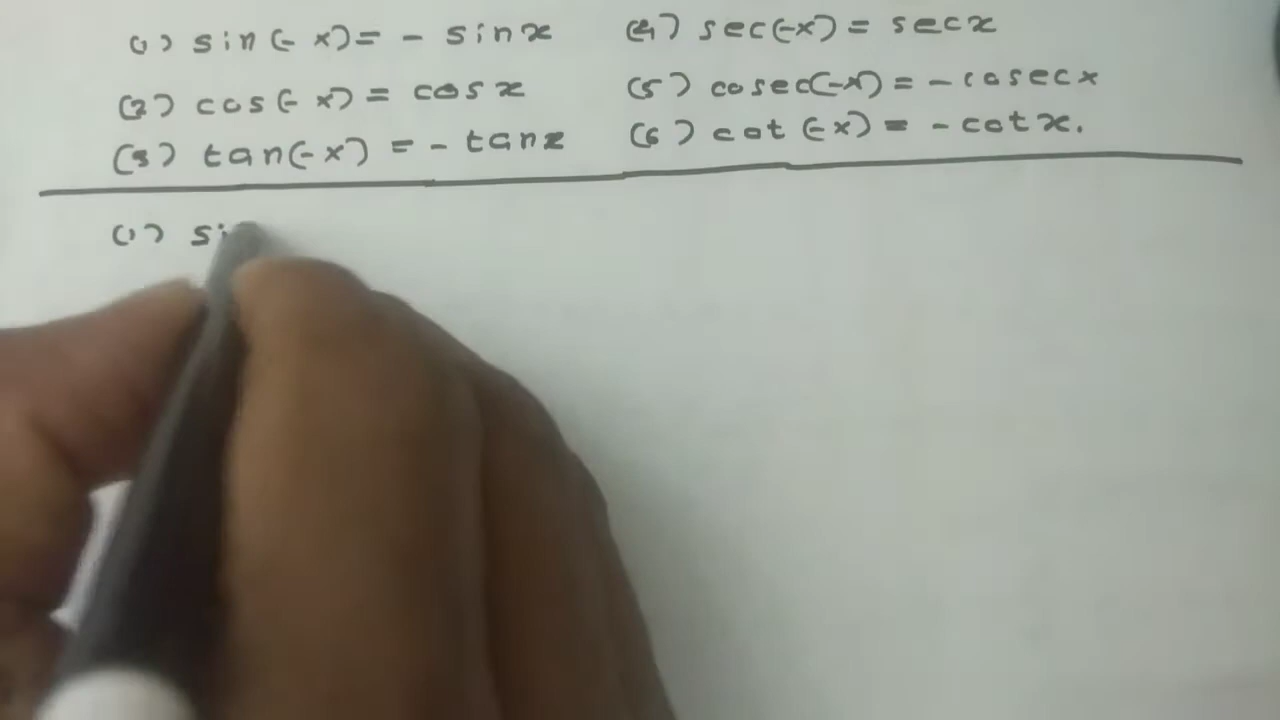 (1) sin(-x) = - sinx (4) sec(-x) = secx
(2) cos(-x) = cosx (5) cosec(-x) = -cosecx
(3) tan(-x) = - tanx (6) cot(-x) = -cotx.
(1) si